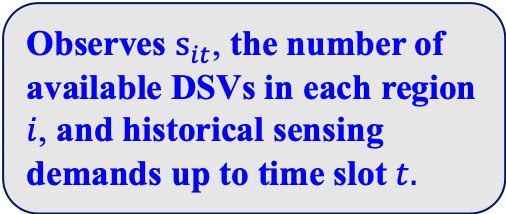 Observes s_{it}, the number of
available DSVs in each region
i, and historical sensing
demands up to time slot t.